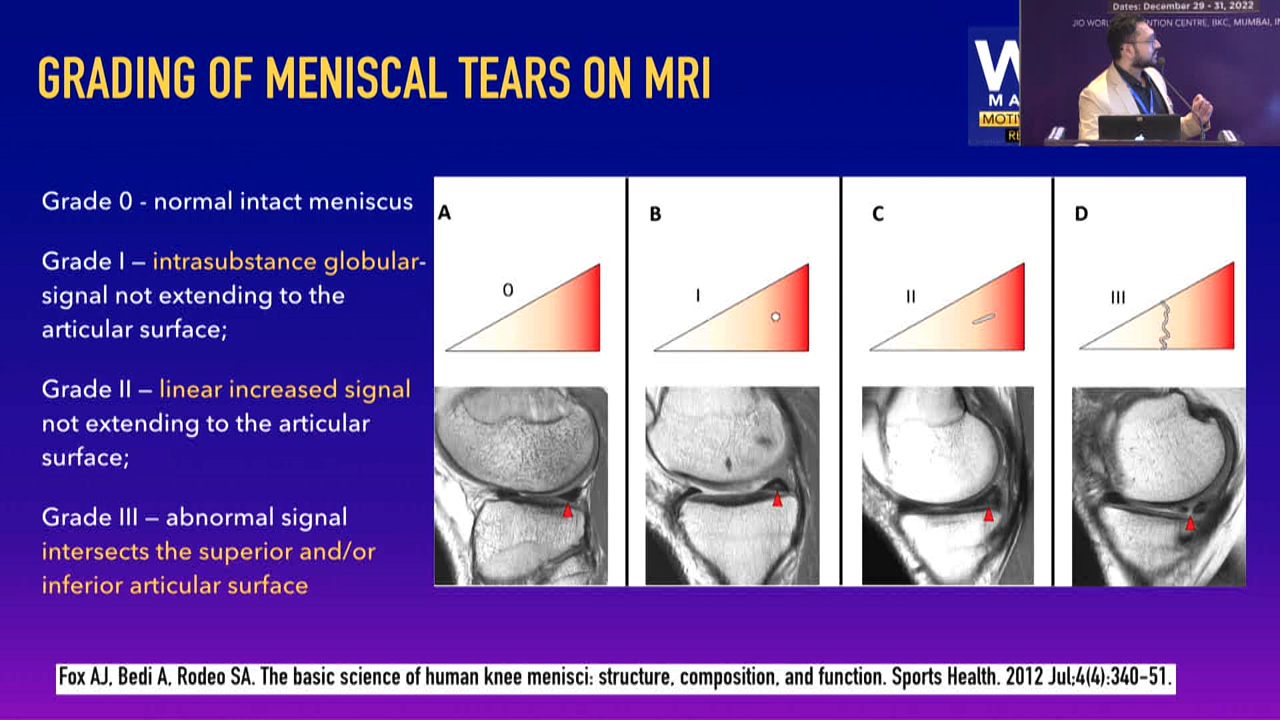 Dates: December 29 - 31, 2022
CENTRE, BKC, MUMBAI,
GRADING OF MENISCAL TEARS ON MRI
Grade 0 - normal intact meniscus
Grade I – intrasubstance globular-
signal not extending to the
articular surface;
Grade II – linear increased signal
not extending to the articular
surface;
Grade III – abnormal signal
intersects the superior and/or
inferior articular surface
A
B
C
D
0
I
II
III
Fox AJ, Bedi A, Rodeo SA. The basic science of human knee menisci: structure, composition, and function. Sports Health. 2012 Jul;4(4):340-51.